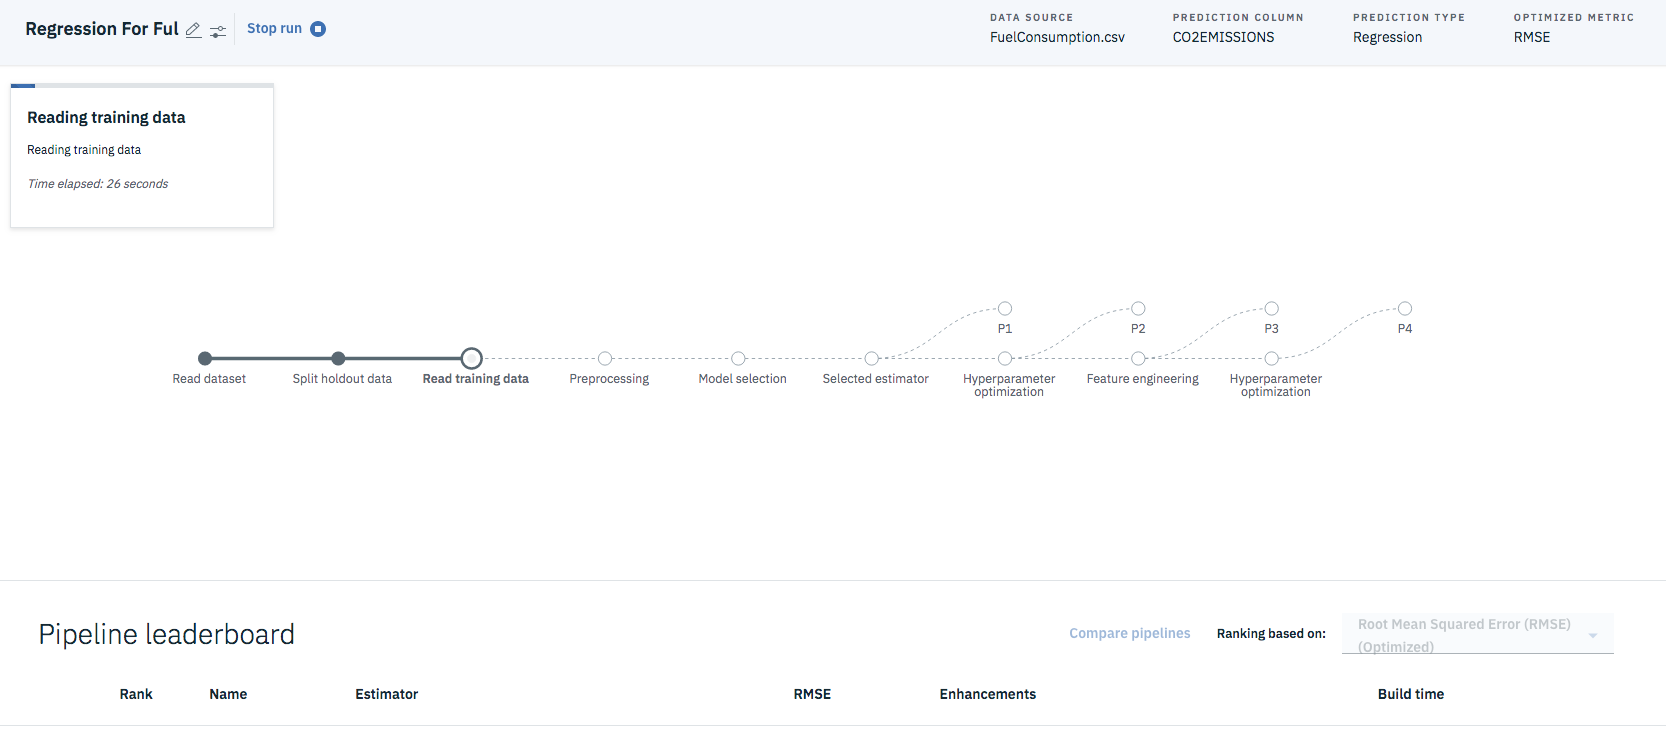 Regression For Ful
Stop run
DATA SOURCE
FuelConsumption.csv
PREDICTION COLUMN
CO2EMISSIONS
PREDICTION TYPE
Regression
OPTIMIZED METRIC
RMSE
Reading training data
Reading training data
Time elapsed: 26 seconds
P1
P2
P3
P4
Read dataset
Split holdout data
Read training data
Preprocessing
Model selection
Selected estimator
Hyperparameter
optimization
Feature engineering
Hyperparameter
optimization
Pipeline leaderboard
Compare pipelines
Ranking based on:
Root Mean Squared Error (RMSE)
(Optimized)
Rank
Name
Estimator
RMSE
Enhancements
Build time